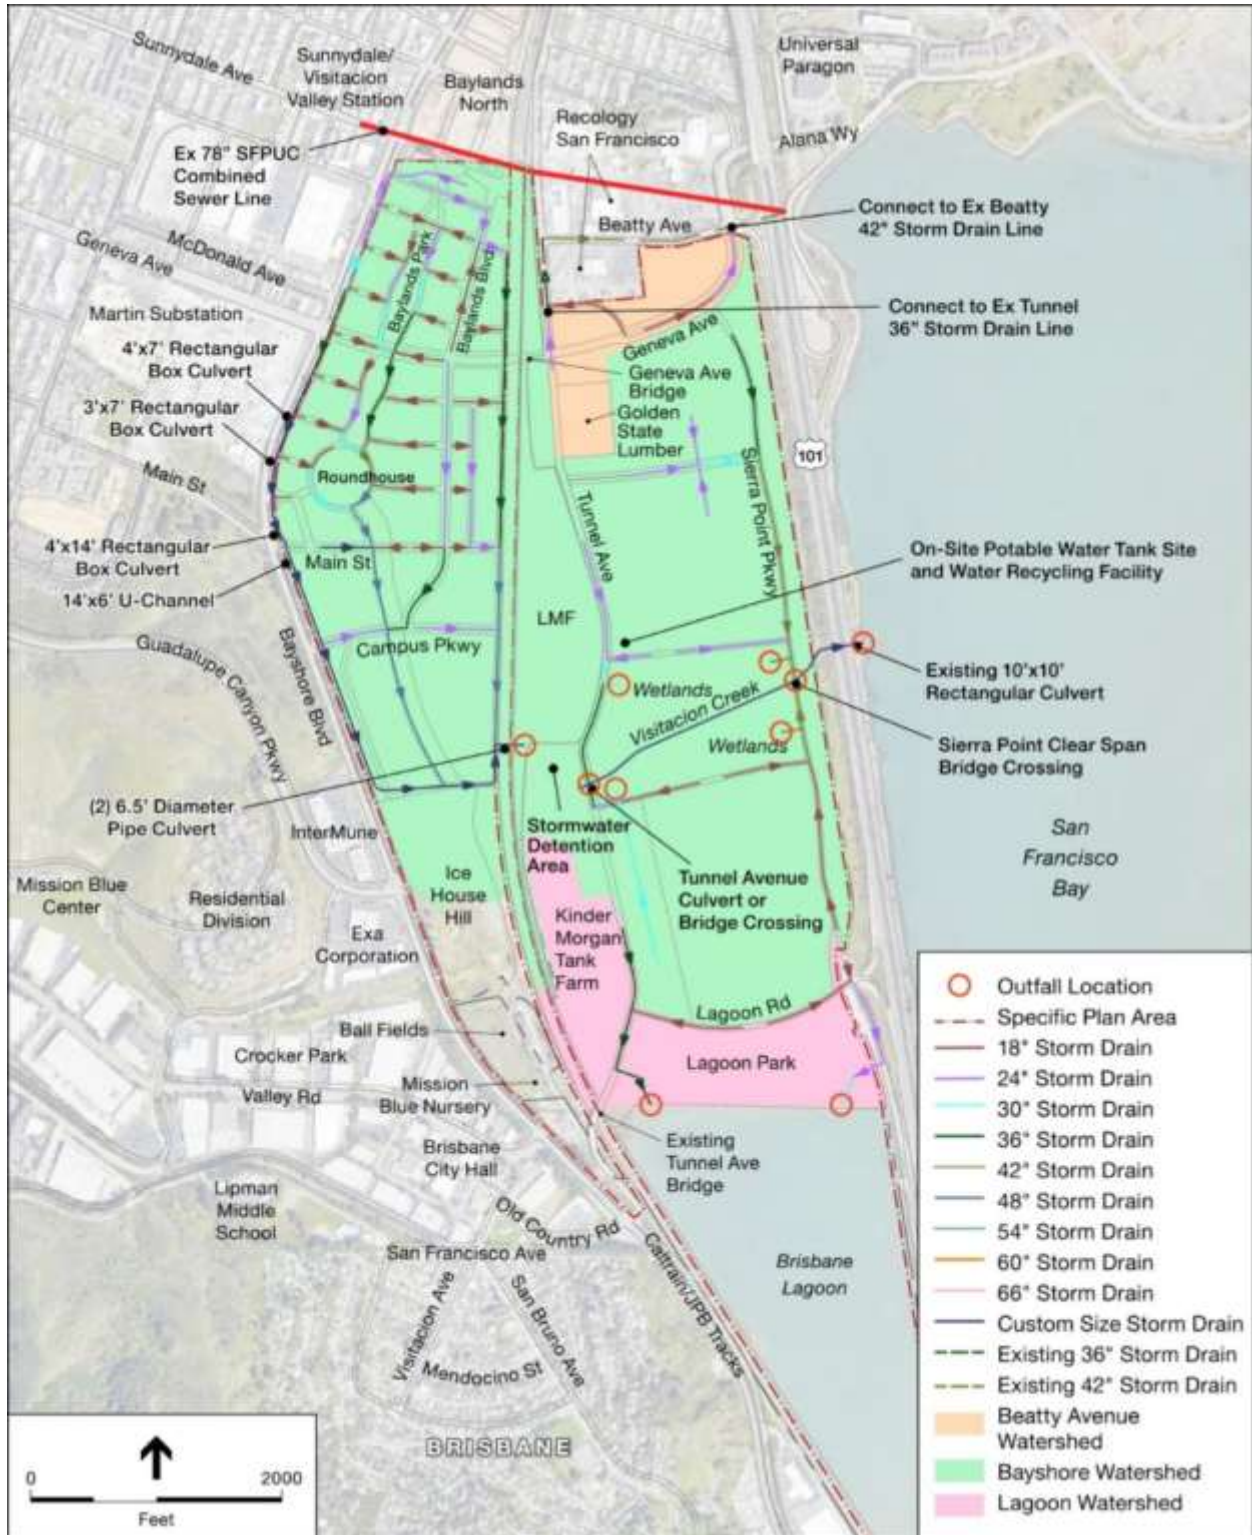 Sunnydale Ave
Sunnydale/
Visitacion
Valley Station
Baylands
North
Universal
Paragon
Recology
San Francisco
Alana Wy
Ex 78" SFPUC
Combined
Sewer Line
Beatty Ave
Connect to Ex Beatty
42" Storm Drain Line
McDonald Ave
Geneva Ave
Baylands Park
Baylands Blvd
Connect to Ex Tunnel
36" Storm Drain Line
Martin Substation
Geneva Ave
4'x7' Rectangular
Box Culvert
Geneva Ave
Bridge
3'x7' Rectangular
Box Culvert
Golden
State
Lumber
Sierra Point Pkwy
101
Main St
Roundhouse
Tunnel Ave
4'x14' Rectangular
Box Culvert
Main St
On-Site Potable Water Tank Site
and Water Recycling Facility
14'x6' U-Channel
LMF
Guadalupe Canyon Pkwy
Bayshore Blvd
Campus Pkwy
Existing 10'x10'
Rectangular Culvert
Wetlands
Visitacion Creek
Wetlands
Sierra Point Clear Span
Bridge Crossing
(2) 6.5' Diameter
Pipe Culvert
InterMune
Stormwater
Detention
Area
San
Francisco
Bay
Mission Blue
Center
Residential
Division
Ice
House
Hill
Tunnel Avenue
Culvert or
Bridge Crossing
Exa
Corporation
Kinder
Morgan
Tank
Farm
Lagoon Rd
Ball Fields
Crocker Park
Lagoon Park
Valley Rd
Mission
Blue Nursery
Brisbane
City Hall
Existing
Tunnel Ave
Bridge
Lipman
Middle
School
Old Country Rd
San Francisco Ave
Caltrain/JPB Tracks
Brisbane
Lagoon
Visitacion Ave
San Bruno Ave
Mendocino St
BRISBANE
0
2000
Feet
Outfall Location
Specific Plan Area
18" Storm Drain
24" Storm Drain
30" Storm Drain
36" Storm Drain
42" Storm Drain
48" Storm Drain
54" Storm Drain
60" Storm Drain
66" Storm Drain
Custom Size Storm Drain
Existing 36" Storm Drain
Existing 42" Storm Drain
Beatty Avenue
Watershed
Bayshore Watershed
Lagoon Watershed